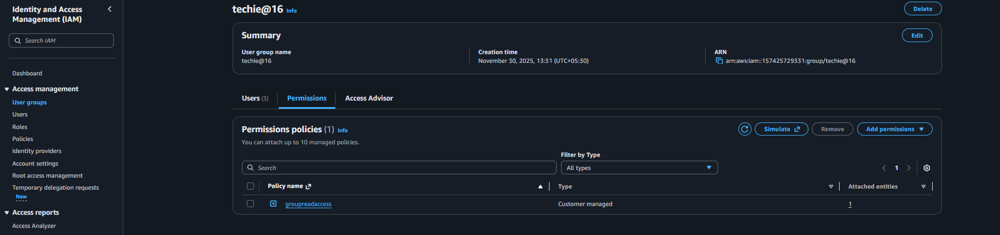 Identity and Access
Management (IAM)
Search IAM
Dashboard
Access management
User groups
Users
Roles
Policies
Identity providers
Account settings
Root access management
Temporary delegation requests
New
Access reports
Access Analyzer
techie@16 Info
Delete
Summary
Edit
User group name
techie@16
Creation time
November 30, 2025, 13:31 (UTC+05:30)
ARN
arn:aws:iam::157425729331:group/techie@16
Users (3)
Permissions
Access Advisor
Permissions policies (1) Info
Simulate
Remove
Add permissions
You can attach up to 10 managed policies.
Filter by Type
Search
All types
1
Policy name
Type
Attached entities
groupreadaccess
Customer managed
1